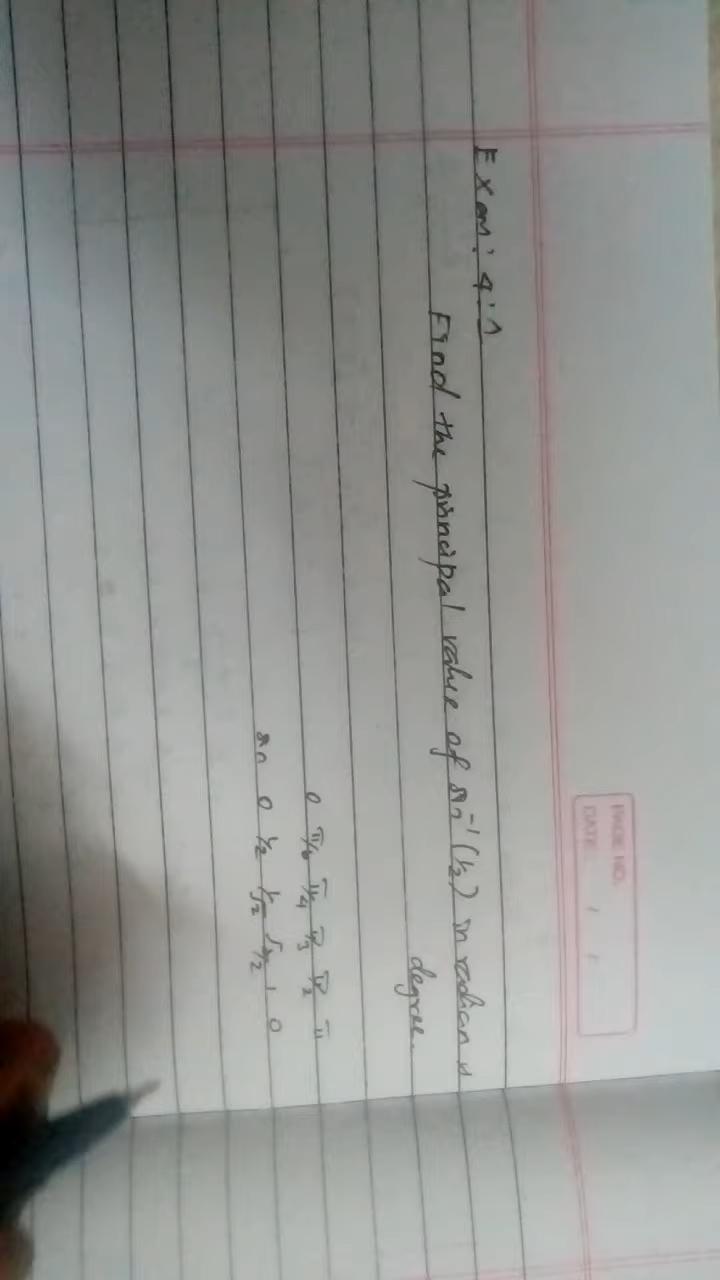 PAGE NO.
DATE / /
Exam: 4.1
Find the principal value of sin⁻¹(1/2) in radian &
degree.
0 π/6 π/4 π/3 π/2 π
sin 0 1/2 1/√2 √3/2 1 0